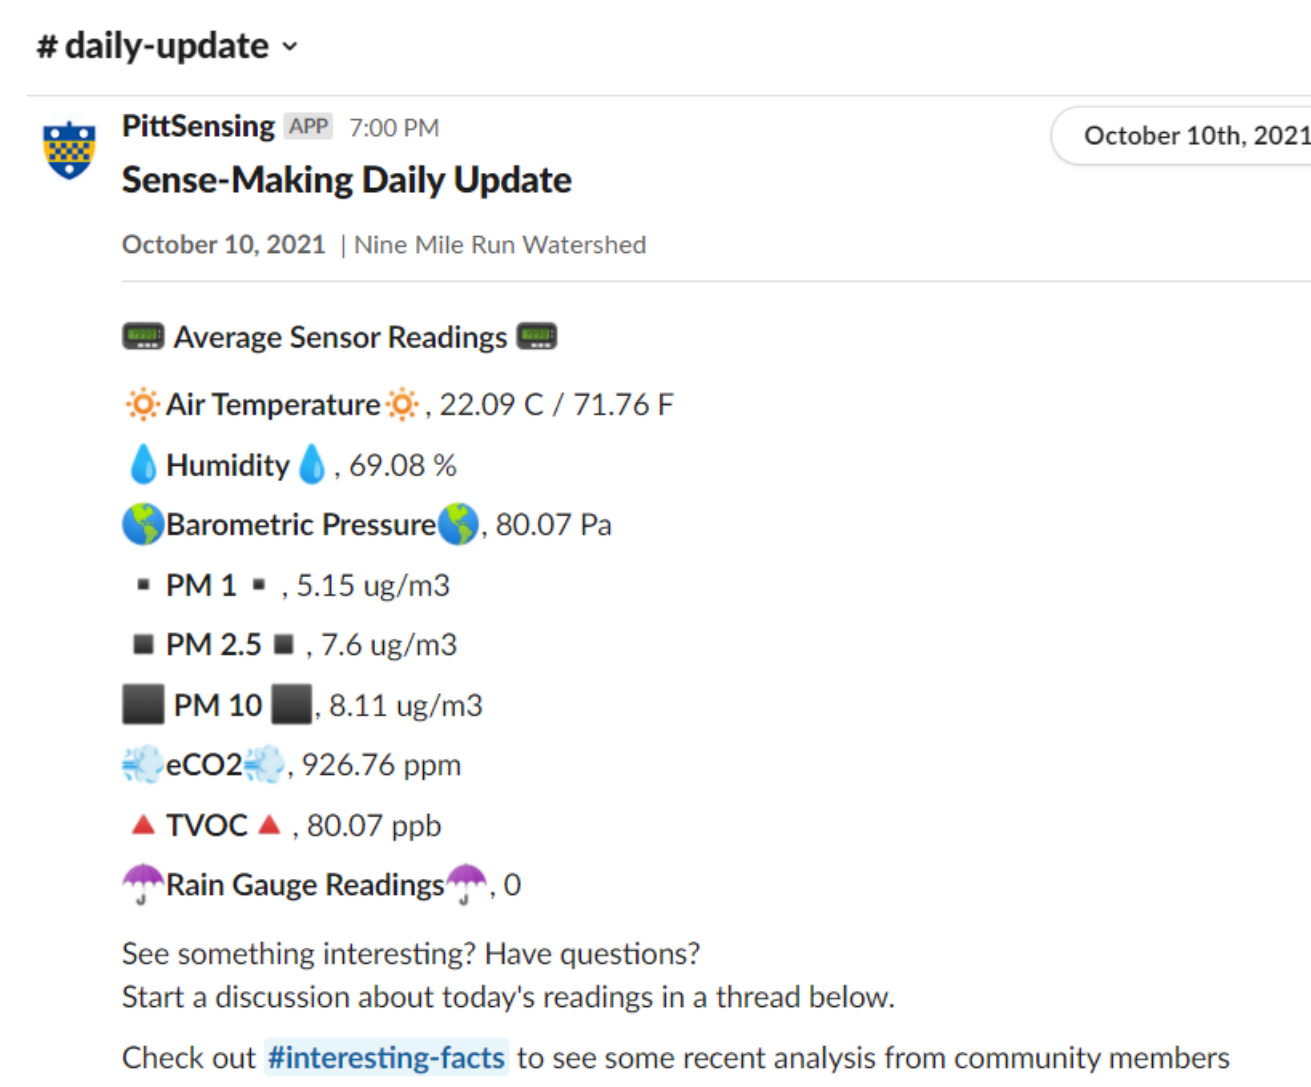 # daily-update
PittSensing APP 7:00 PM
October 10th, 2021
Sense-Making Daily Update
October 10, 2021 | Nine Mile Run Watershed
Average Sensor Readings
Air Temperature, 22.09 C / 71.76 F
Humidity, 69.08 %
Barometric Pressure, 80.07 Pa
PM 1, 5.15 ug/m3
PM 2.5, 7.6 ug/m3
PM 10, 8.11 ug/m3
eCO2, 926.76 ppm
TVOC, 80.07 ppb
Rain Gauge Readings, 0
See something interesting? Have questions?
Start a discussion about today's readings in a thread below.
Check out #interesting-facts to see some recent analysis from community members